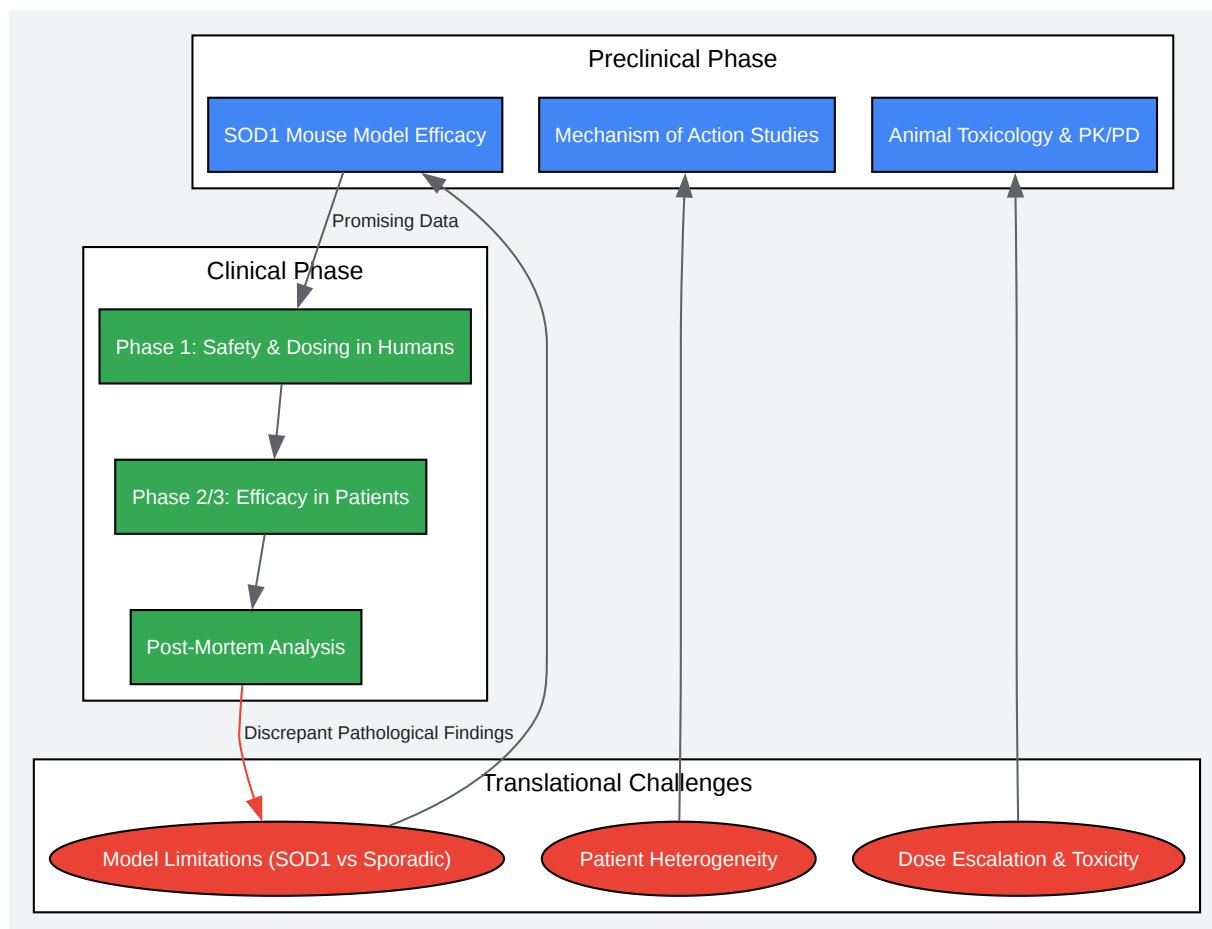 Preclinical Phase
SOD1 Mouse Model Efficacy
Mechanism of Action Studies
Animal Toxicology & PK/PD
Promising Data
Clinical Phase
Phase 1: Safety & Dosing in Humans
Phase 2/3: Efficacy in Patients
Post-Mortem Analysis
Discrepant Pathological Findings
Translational Challenges
Model Limitations (SOD1 vs Sporadic)
Patient Heterogeneity
Dose Escalation & Toxicity